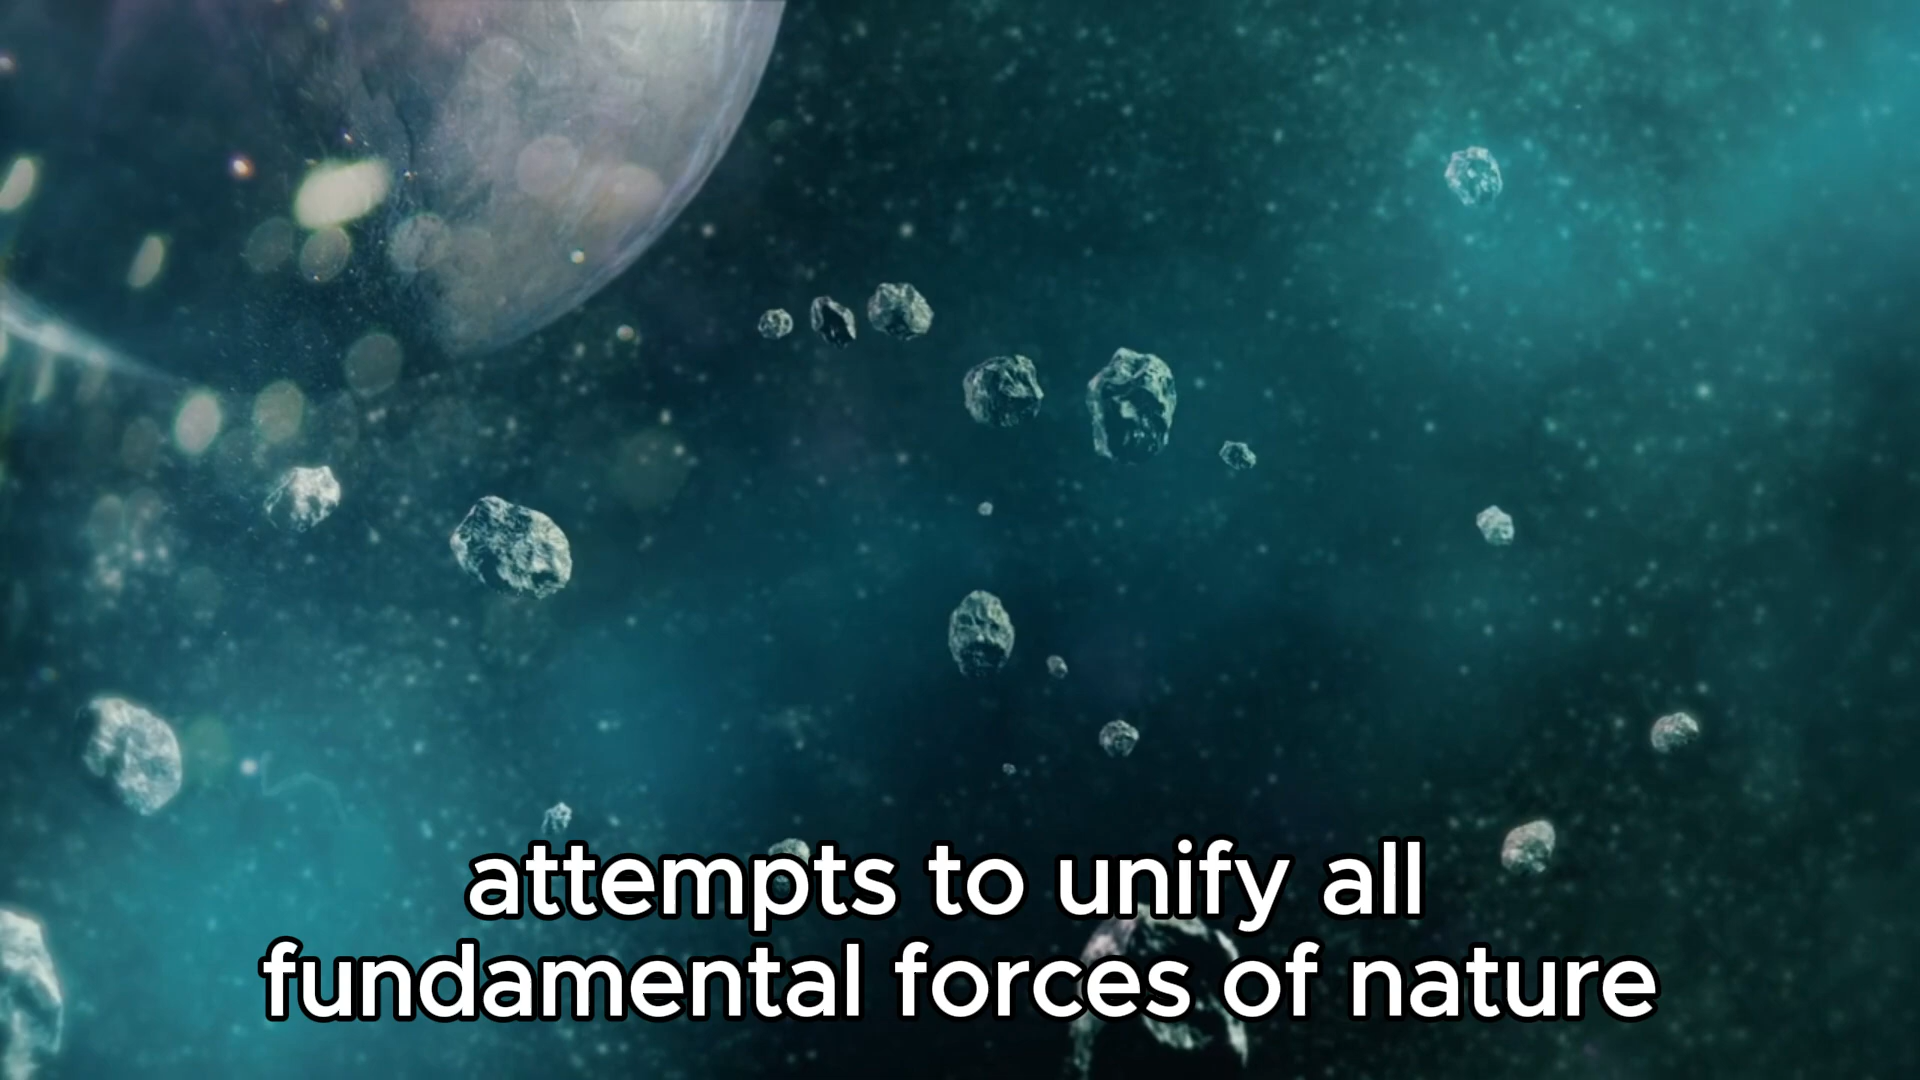 attempts to unify all
fundamental forces of nature